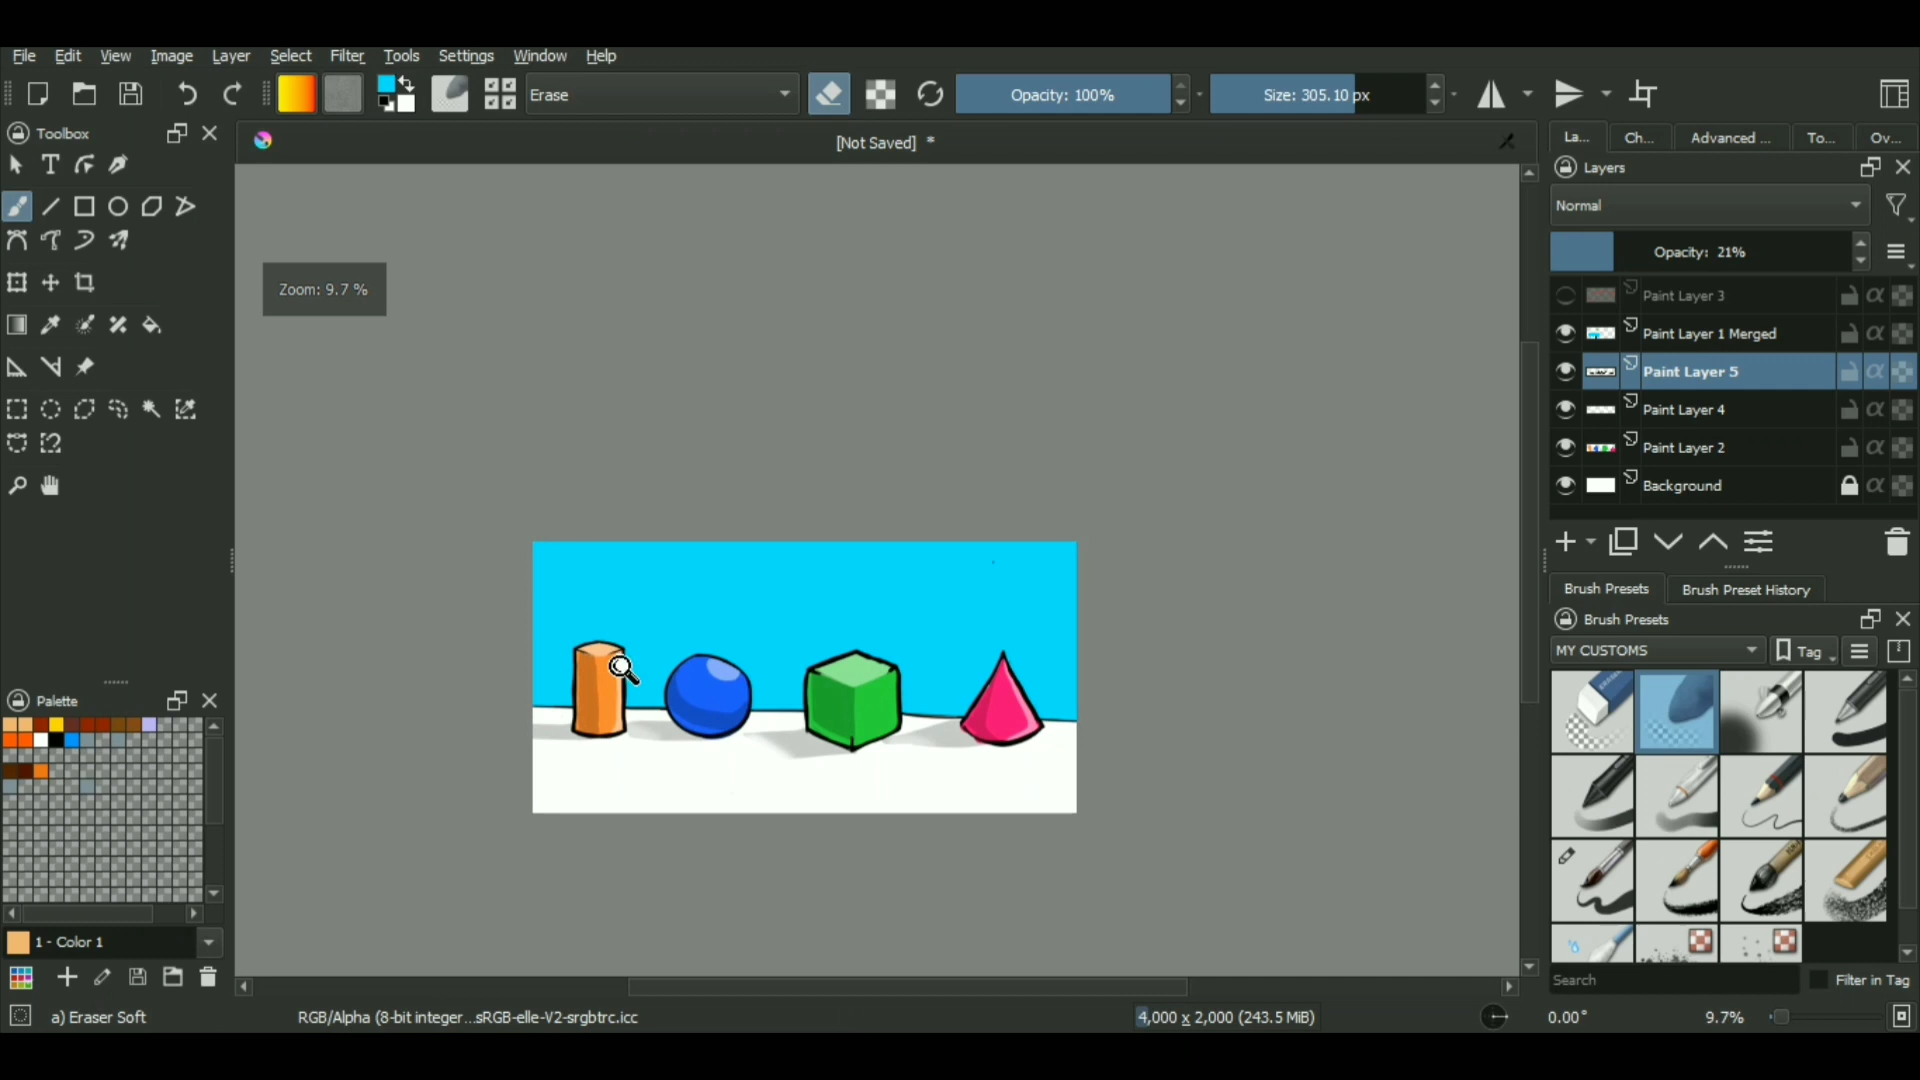 File Edit View Image Layer Select Filter Tools Settings Window Help
Erase Opacity: 100% Size: 305.10 px
Toolbox
[Not Saved] *
La... Ch... Advanced ... To... Ov...
Layers
Normal
Opacity: 21%
Zoom: 9.7 %
Paint Layer 3
Paint Layer 1 Merged
Paint Layer 5
Paint Layer 4
Paint Layer 2
Background
Brush Presets Brush Preset History
Brush Presets
MY CUSTOMS Tag
Palette
1 - Color 1
Search Filter in Tag
a) Eraser Soft RGB/Alpha (8-bit integer...sRGB-elle-V2-srgbtrc.icc 4,000 x 2,000 (243.5 MiB) 0.00° 9.7%